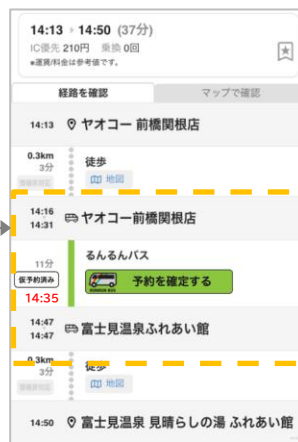 14:13 › 14:50 (37分)
IC優先 210円 乗換 0回
※運賃/料金は参考値です。
経路を確認 マップで確認
14:13 ヤオコー 前橋関根店
0.3km
3分
徒歩
地図
14:16
14:31
ヤオコー前橋関根店
11分
るんるんバス
仮予約済み
予約を確定する
14:35
14:47
14:47
富士見温泉ふれあい館
0.3km
3分
徒歩
地図
14:50 富士見温泉 見晴らしの湯 ふれあい館